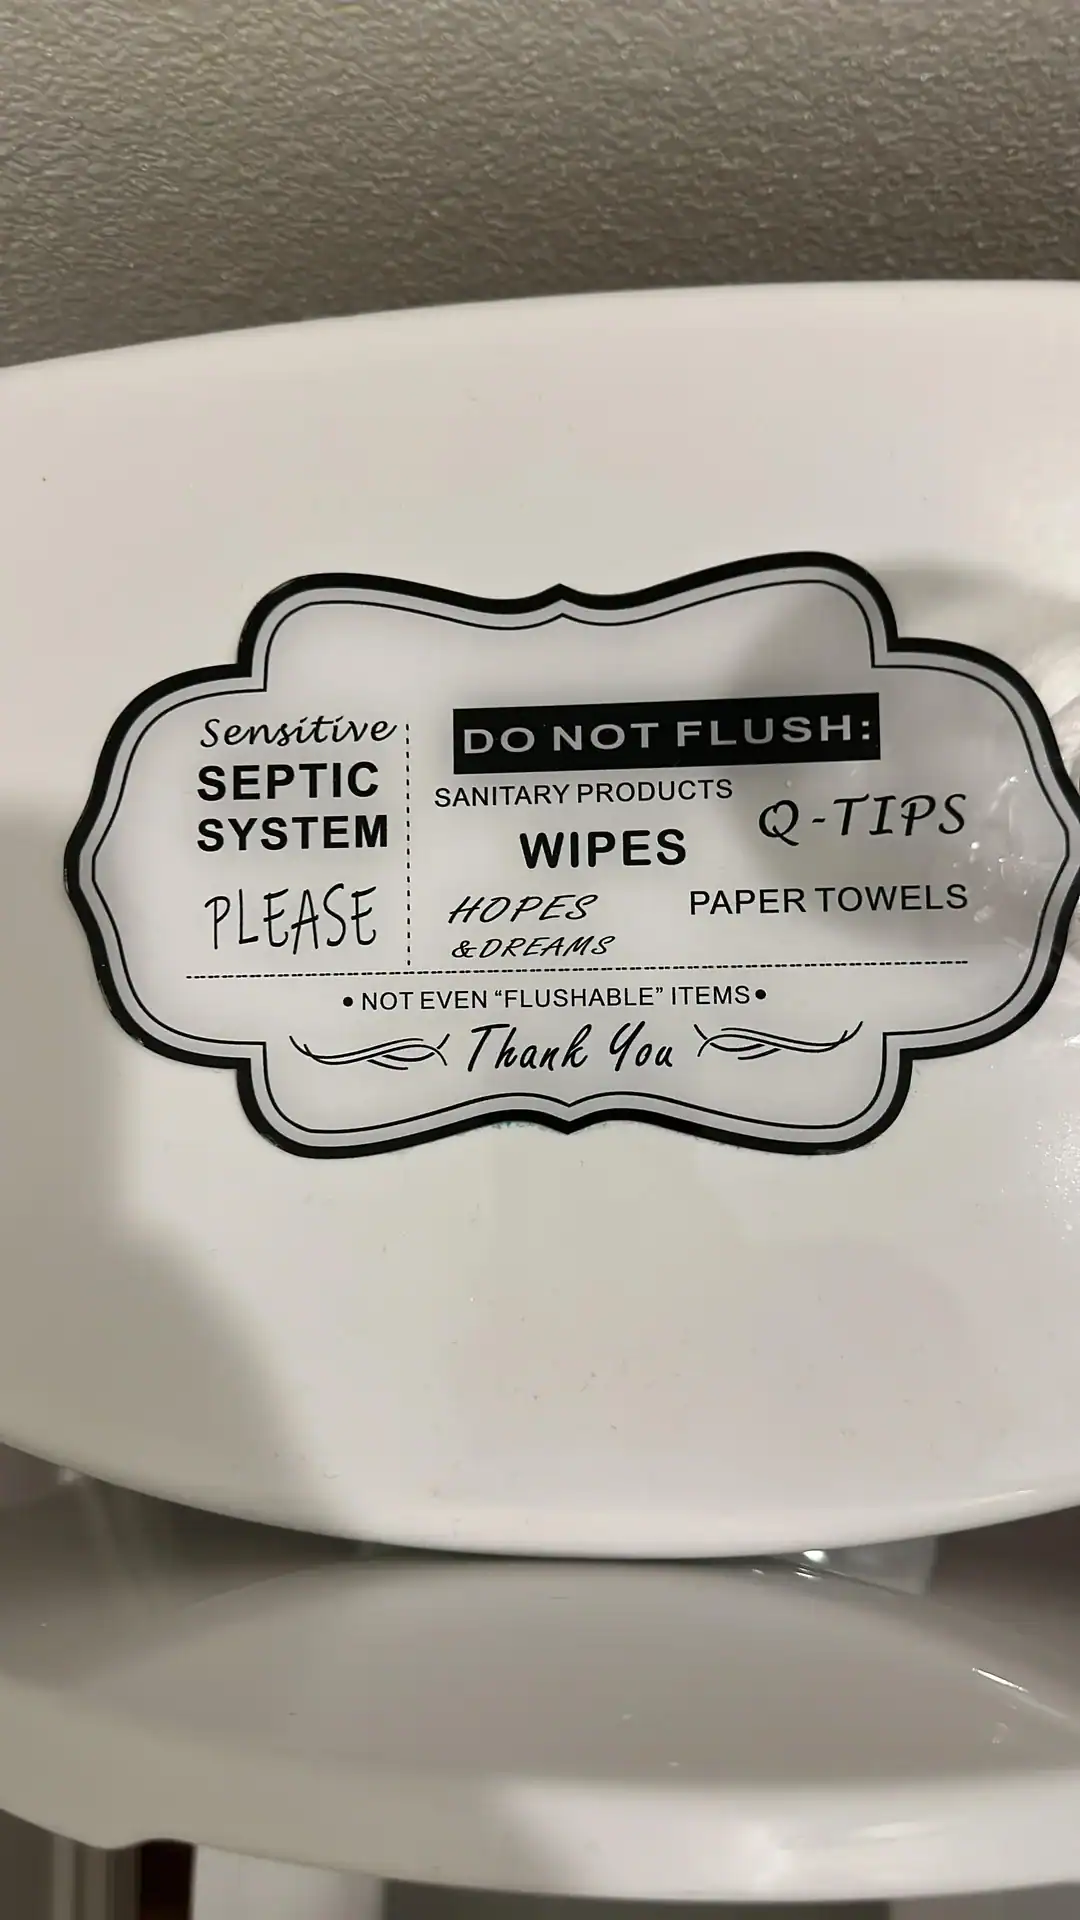 Sensitive
SEPTIC
SYSTEM
PLEASE
DO NOT FLUSH:
SANITARY PRODUCTS
Q-TIPS
WIPES
HOPES
& DREAMS
PAPER TOWELS
• NOT EVEN “FLUSHABLE” ITEMS •
Thank You